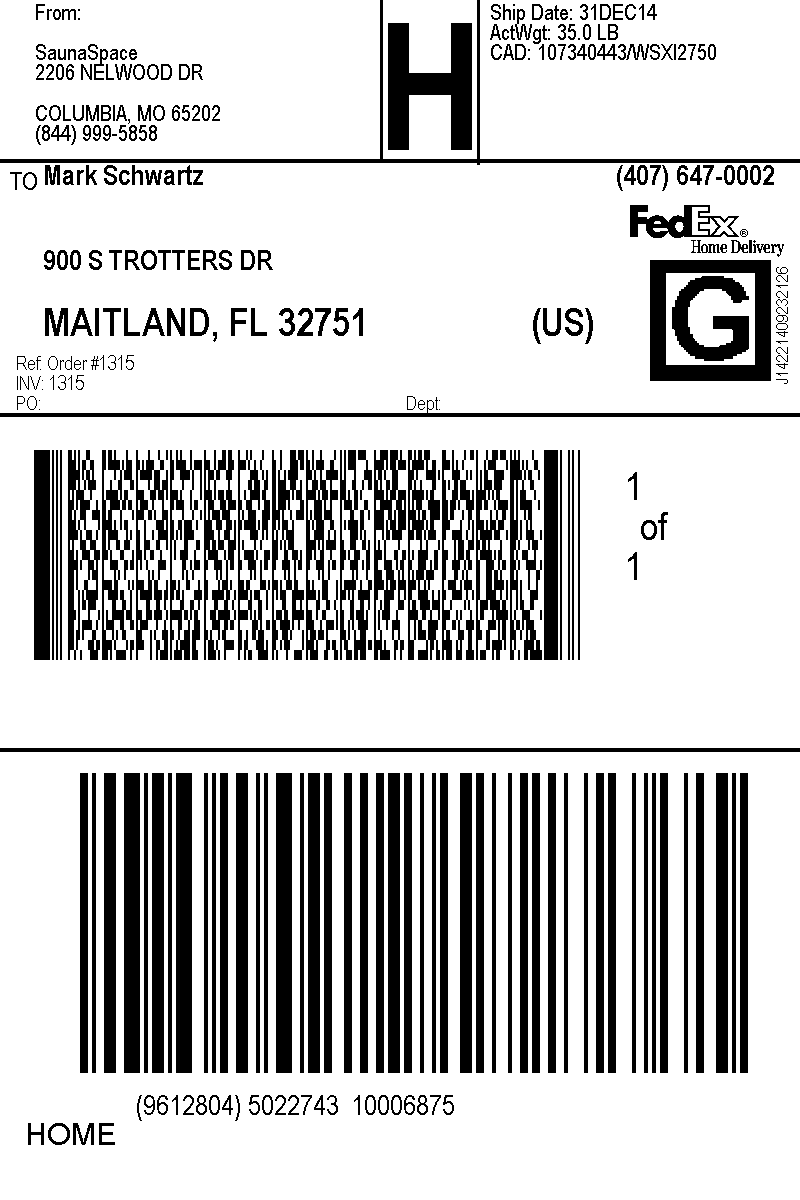 From:
SaunaSpace
2206 NELWOOD DR
COLUMBIA, MO 65202
(844) 999-5858
H
Ship Date: 31DEC14
ActWgt: 35.0 LB
CAD: 107340443/WSXI2750
TO Mark Schwartz
(407) 647-0002
900 S TROTTERS DR
MAITLAND, FL 32751 (US)
FedEx®
Home Delivery
G
J14221409232126
Ref: Order #1315
INV: 1315
PO: Dept:
1
of
1
(9612804) 5022743 10006875
HOME